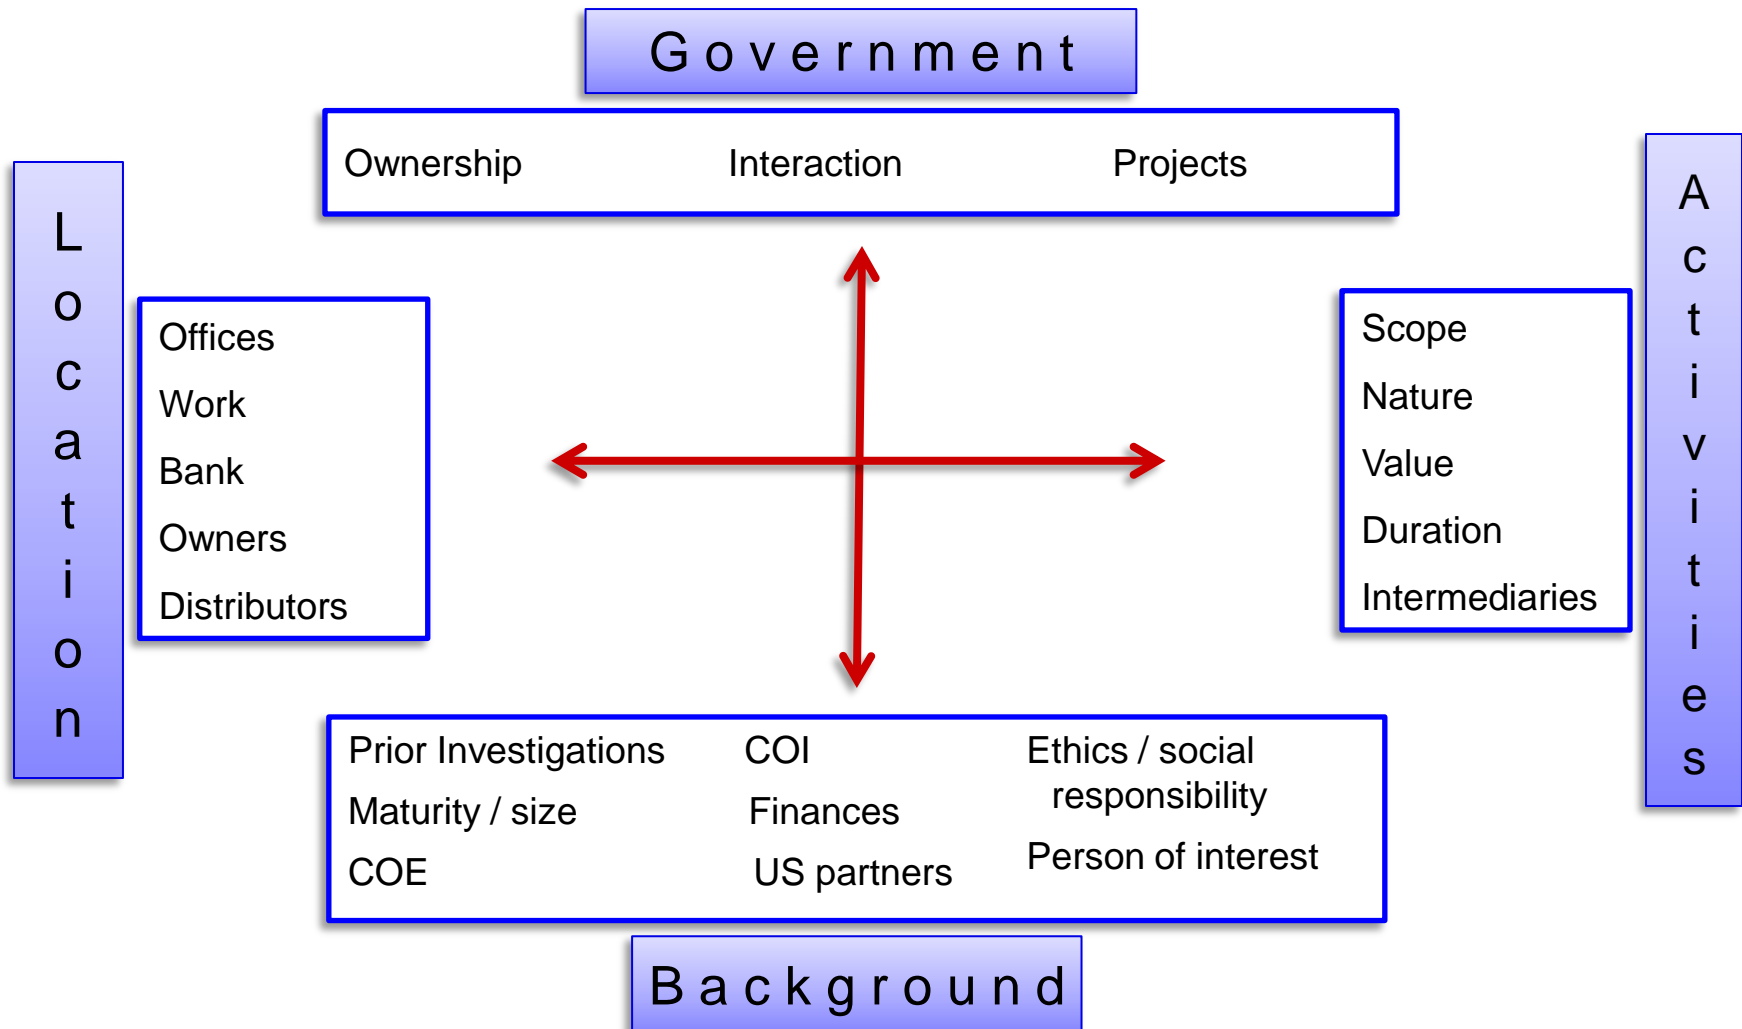 Government
Ownership Interaction Projects
Location
Offices
Work
Bank
Owners
Distributors
Activities
Scope
Nature
Value
Duration
Intermediaries
Prior Investigations
Maturity / size
COE
COI
Finances
US partners
Ethics / social
responsibility
Person of interest
Background